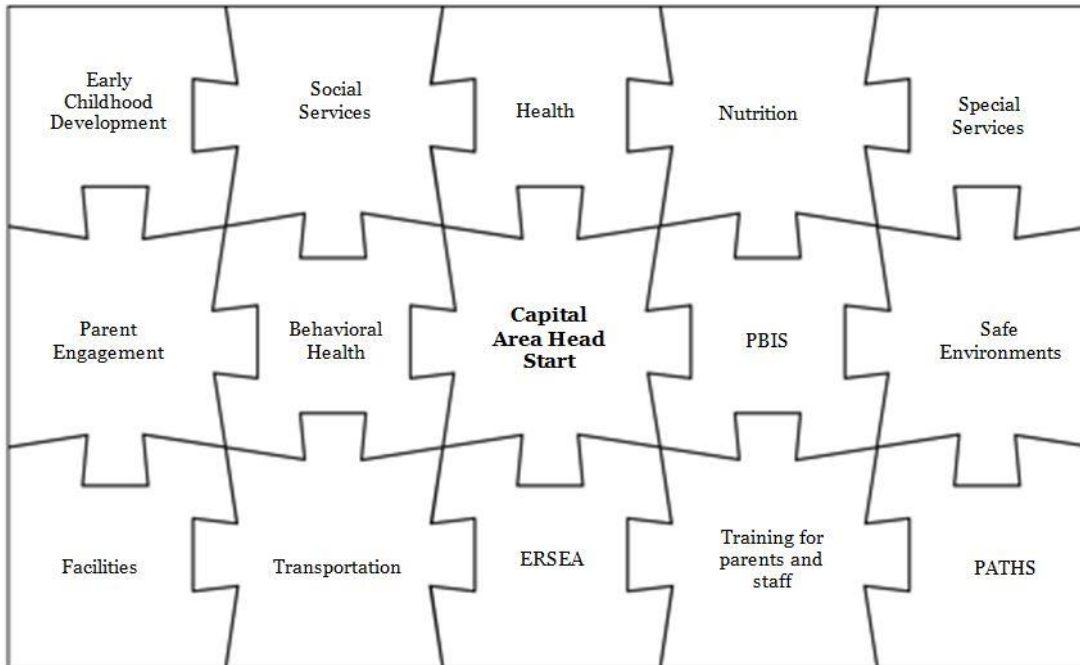 Early
Childhood
Development
Social
Services
Health
Nutrition
Special
Services
Parent
Engagement
Behavioral
Health
Capital
Area Head
Start
PBIS
Safe
Environments
Facilities
Transportation
ERSEA
Training for
parents and
staff
PATHS